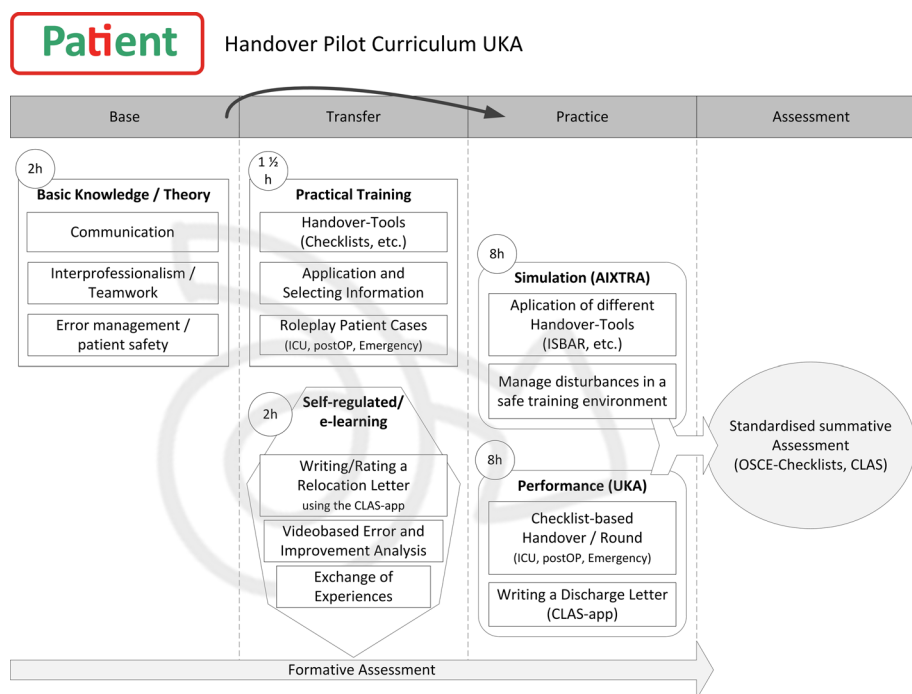 Patient
Handover Pilot Curriculum UKA
Base
Transfer
Practice
Assessment
2h
Basic Knowledge / Theory
Communication
Interprofessionalism /
Teamwork
Error management /
patient safety
1 ½
h
Practical Training
Handover-Tools
(Checklists, etc.)
Application and
Selecting Information
Roleplay Patient Cases
(ICU, postOP, Emergency)
2h
Self-regulated/
e-learning
Writing/Rating a
Relocation Letter
using the CLAS-app
Videobased Error and
Improvement Analysis
Exchange of
Experiences
8h
Simulation (AIXTRA)
Aplication of different
Handover-Tools
(ISBAR, etc.)
Manage disturbances in a
safe training environment
8h
Performance (UKA)
Checklist-based
Handover / Round
(ICU, postOP, Emergency)
Writing a Discharge Letter
(CLAS-app)
Standardised summative
Assessment
(OSCE-Checklists, CLAS)
Formative Assessment